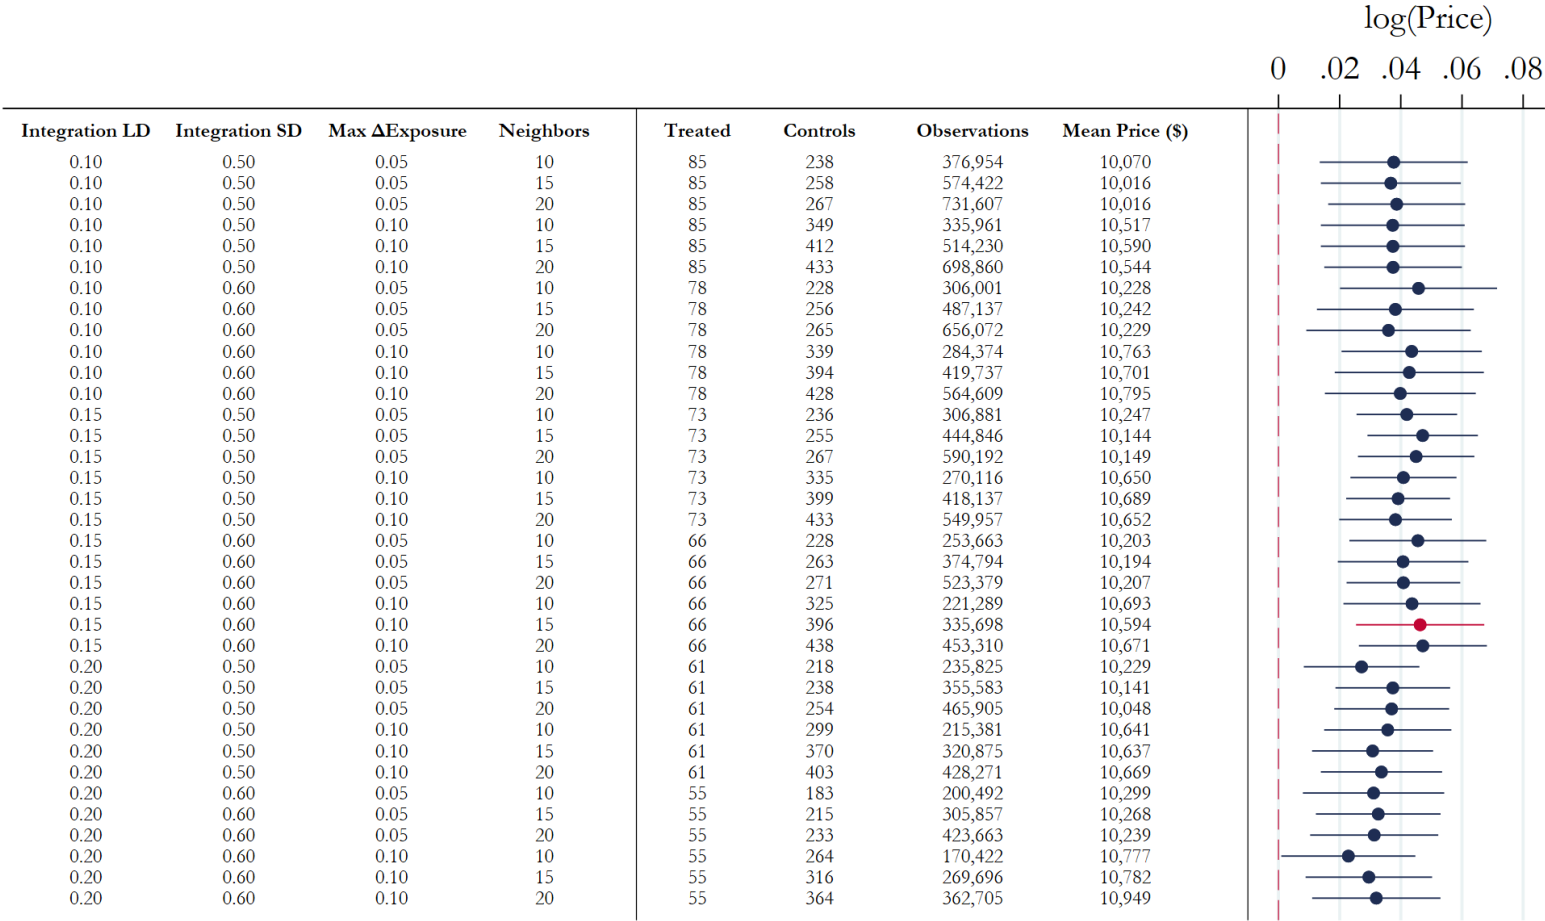 log(Price)
0 .02 .04 .06 .08
Integration LD Integration SD Max ΔExposure Neighbors Treated Controls Observations Mean Price ($)
0.10 0.50 0.05 10 85 238 376,954 10,070
0.10 0.50 0.05 15 85 258 574,422 10,016
0.10 0.50 0.05 20 85 267 731,607 10,016
0.10 0.50 0.10 10 85 349 335,961 10,517
0.10 0.50 0.10 15 85 412 514,230 10,590
0.10 0.50 0.10 20 85 433 698,860 10,544
0.10 0.60 0.05 10 78 228 306,001 10,228
0.10 0.60 0.05 15 78 256 487,137 10,242
0.10 0.60 0.05 20 78 265 656,072 10,229
0.10 0.60 0.10 10 78 339 284,374 10,763
0.10 0.60 0.10 15 78 394 419,737 10,701
0.10 0.60 0.10 20 78 428 564,609 10,795
0.15 0.50 0.05 10 73 236 306,881 10,247
0.15 0.50 0.05 15 73 255 444,846 10,144
0.15 0.50 0.05 20 73 267 590,192 10,149
0.15 0.50 0.10 10 73 335 270,116 10,650
0.15 0.50 0.10 15 73 399 418,137 10,689
0.15 0.50 0.10 20 73 433 549,957 10,652
0.15 0.60 0.05 10 66 228 253,663 10,203
0.15 0.60 0.05 15 66 263 374,794 10,194
0.15 0.60 0.05 20 66 271 523,379 10,207
0.15 0.60 0.10 10 66 325 221,289 10,693
0.15 0.60 0.10 15 66 396 335,698 10,594
0.15 0.60 0.10 20 66 438 453,310 10,671
0.20 0.50 0.05 10 61 218 235,825 10,229
0.20 0.50 0.05 15 61 238 355,583 10,141
0.20 0.50 0.05 20 61 254 465,905 10,048
0.20 0.50 0.10 10 61 299 215,381 10,641
0.20 0.50 0.10 15 61 370 320,875 10,637
0.20 0.50 0.10 20 61 403 428,271 10,669
0.20 0.60 0.05 10 55 183 200,492 10,299
0.20 0.60 0.05 15 55 215 305,857 10,268
0.20 0.60 0.05 20 55 233 423,663 10,239
0.20 0.60 0.10 10 55 264 170,422 10,777
0.20 0.60 0.10 15 55 316 269,696 10,782
0.20 0.60 0.10 20 55 364 362,705 10,949